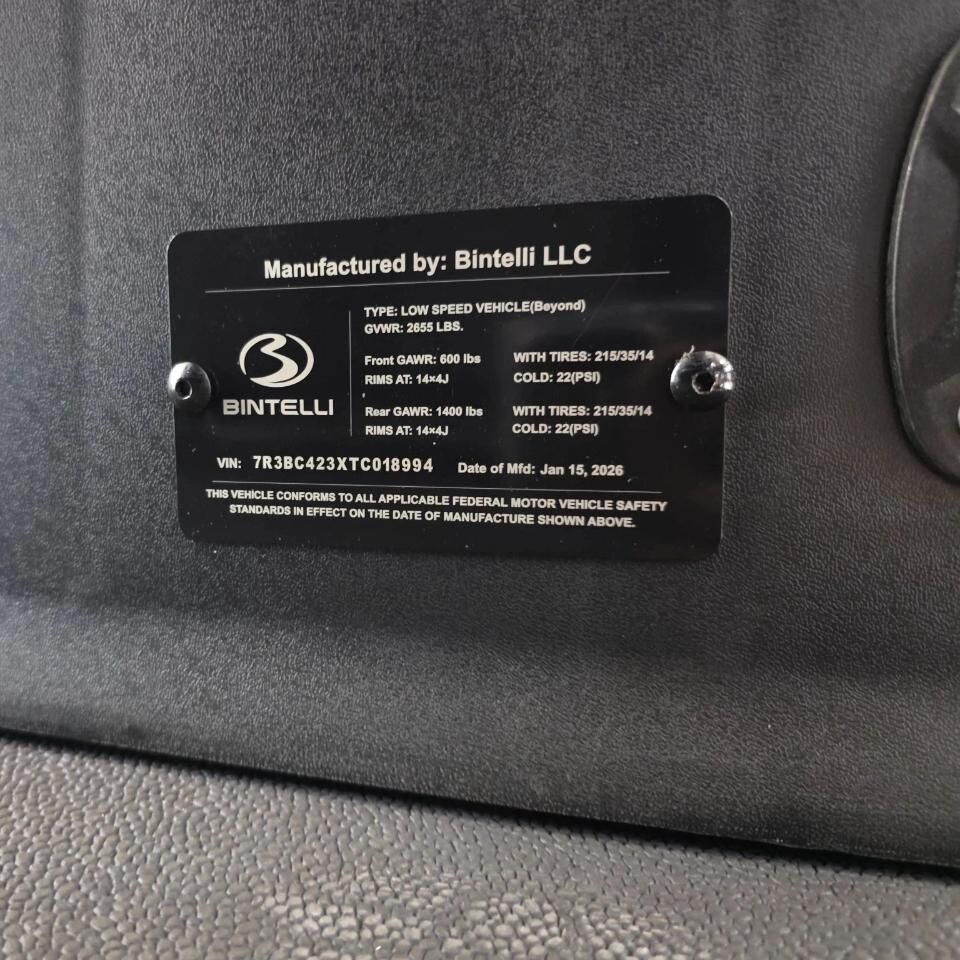 Manufactured by: Bintelli LLC
TYPE: LOW SPEED VEHICLE(Beyond)
GVWR: 2655 LBS.
Front GAWR: 600 lbs WITH TIRES: 215/35/14
RIMS AT: 14×4J COLD: 22(PSI)
Rear GAWR: 1400 lbs WITH TIRES: 215/35/14
RIMS AT: 14×4J COLD: 22(PSI)
BINTELLI
VIN: 7R3BC423XTC018994 Date of Mfd: Jan 15, 2026
THIS VEHICLE CONFORMS TO ALL APPLICABLE FEDERAL MOTOR VEHICLE SAFETY
STANDARDS IN EFFECT ON THE DATE OF MANUFACTURE SHOWN ABOVE.